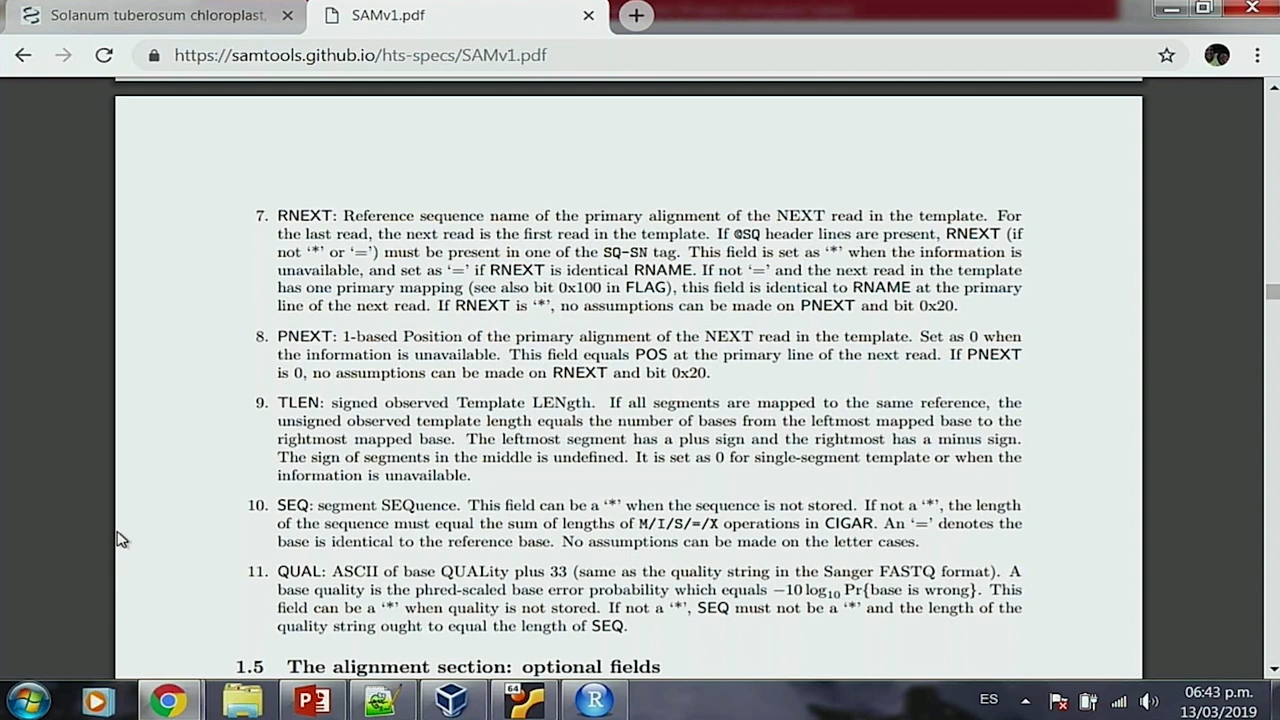 Solanum tuberosum chloroplast,
SAMv1.pdf
https://samtools.github.io/hts-specs/SAMv1.pdf
7. RNEXT: Reference sequence name of the primary alignment of the NEXT read in the template. For
the last read, the next read is the first read in the template. If @SQ header lines are present, RNEXT (if
not ‘*’ or ‘=’) must be present in one of the SQ-SN tag. This field is set as ‘*’ when the information is
unavailable, and set as ‘=’ if RNEXT is identical RNAME. If not ‘=’ and the next read in the template
has one primary mapping (see also bit 0x100 in FLAG), this field is identical to RNAME at the primary
line of the next read. If RNEXT is ‘*’, no assumptions can be made on PNEXT and bit 0x20.
8. PNEXT: 1-based Position of the primary alignment of the NEXT read in the template. Set as 0 when
the information is unavailable. This field equals POS at the primary line of the next read. If PNEXT
is 0, no assumptions can be made on RNEXT and bit 0x20.
9. TLEN: signed observed Template LENgth. If all segments are mapped to the same reference, the
unsigned observed template length equals the number of bases from the leftmost mapped base to the
rightmost mapped base. The leftmost segment has a plus sign and the rightmost has a minus sign.
The sign of segments in the middle is undefined. It is set as 0 for single-segment template or when the
information is unavailable.
10. SEQ: segment SEQuence. This field can be a ‘*’ when the sequence is not stored. If not a ‘*’, the length
of the sequence must equal the sum of lengths of M/I/S/=/X operations in CIGAR. An ‘=’ denotes the
base is identical to the reference base. No assumptions can be made on the letter cases.
11. QUAL: ASCII of base QUALity plus 33 (same as the quality string in the Sanger FASTQ format). A
base quality is the phred-scaled base error probability which equals −10 log10 Pr{base is wrong}. This
field can be a ‘*’ when quality is not stored. If not a ‘*’, SEQ must not be a ‘*’ and the length of the
quality string ought to equal the length of SEQ.
1.5 The alignment section: optional fields
64
R
ES
06:43 p.m.
13/03/2019